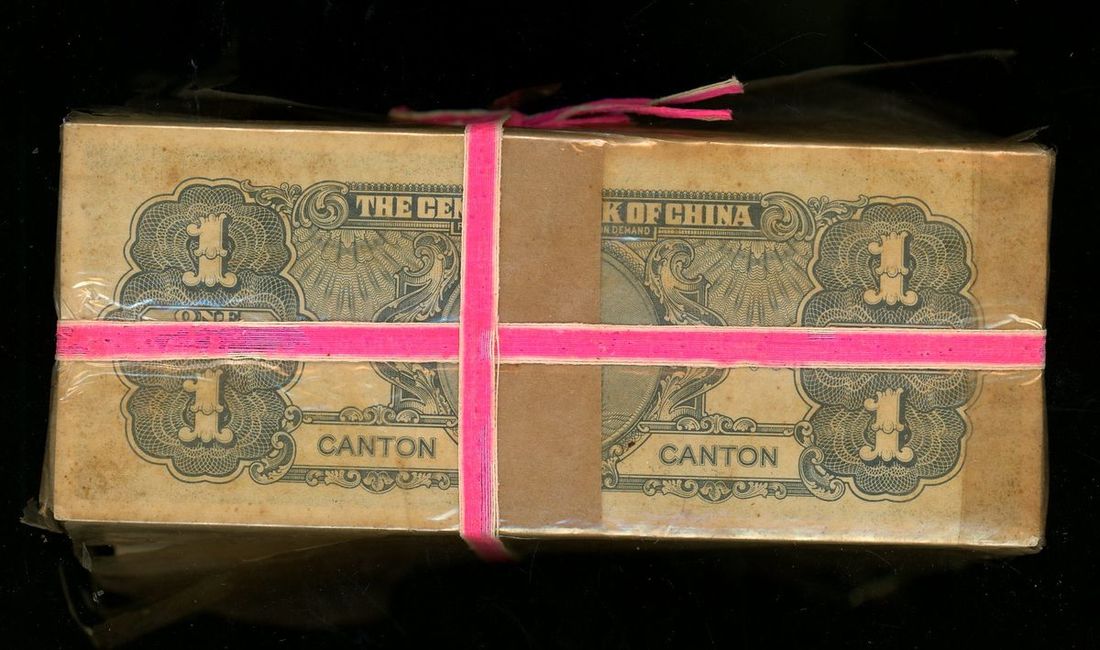 1 THE CEN K OF CHINA 1
ON DEMAND
ONE
1 CANTON CANTON 1